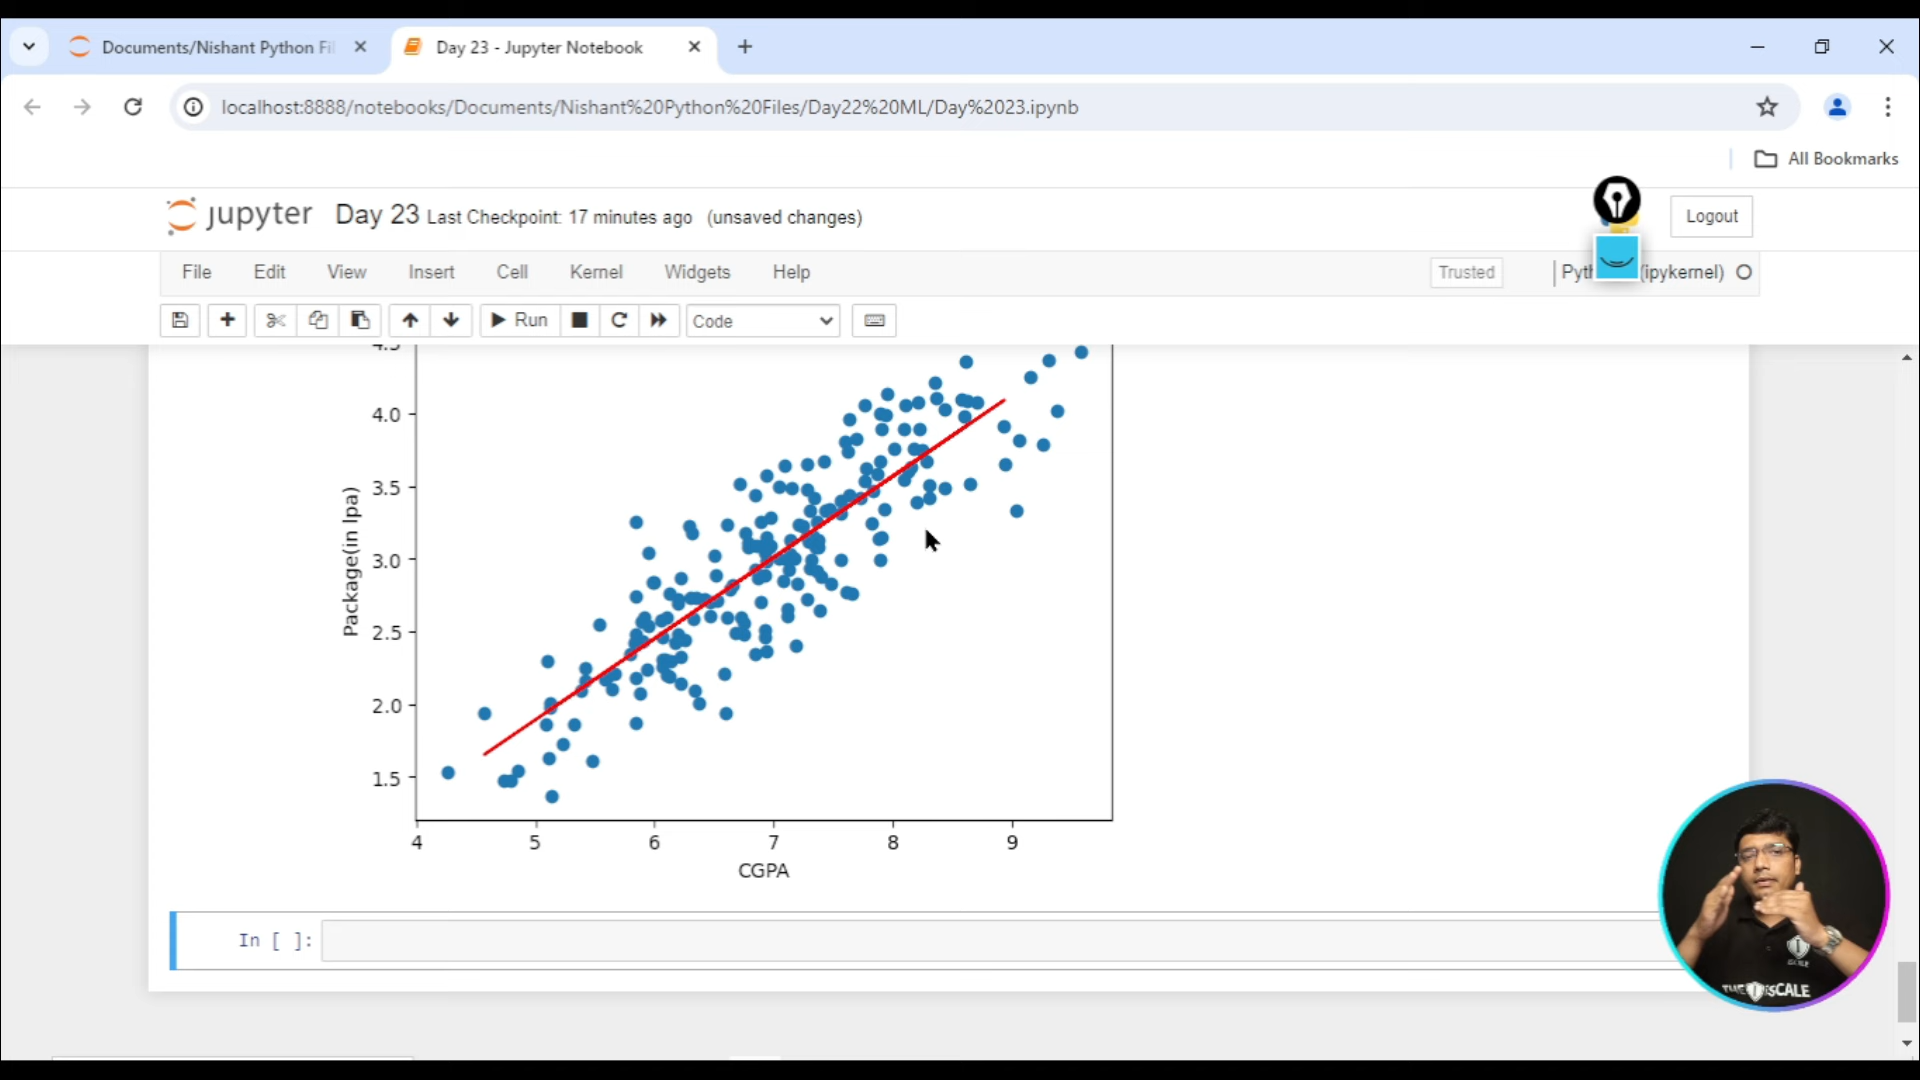 Documents/Nishant Python Fil
Day 23 - Jupyter Notebook
localhost:8888/notebooks/Documents/Nishant%20Python%20Files/Day22%20ML/Day%2023.ipynb
All Bookmarks
jupyter Day 23 Last Checkpoint: 17 minutes ago (unsaved changes)
Logout
File Edit View Insert Cell Kernel Widgets Help
Trusted
(ipykernel)
Run
Code
4.5
4.0
3.5
3.0
2.5
2.0
1.5
Package(in lpa)
4 5 6 7 8 9
CGPA
In [ ]: